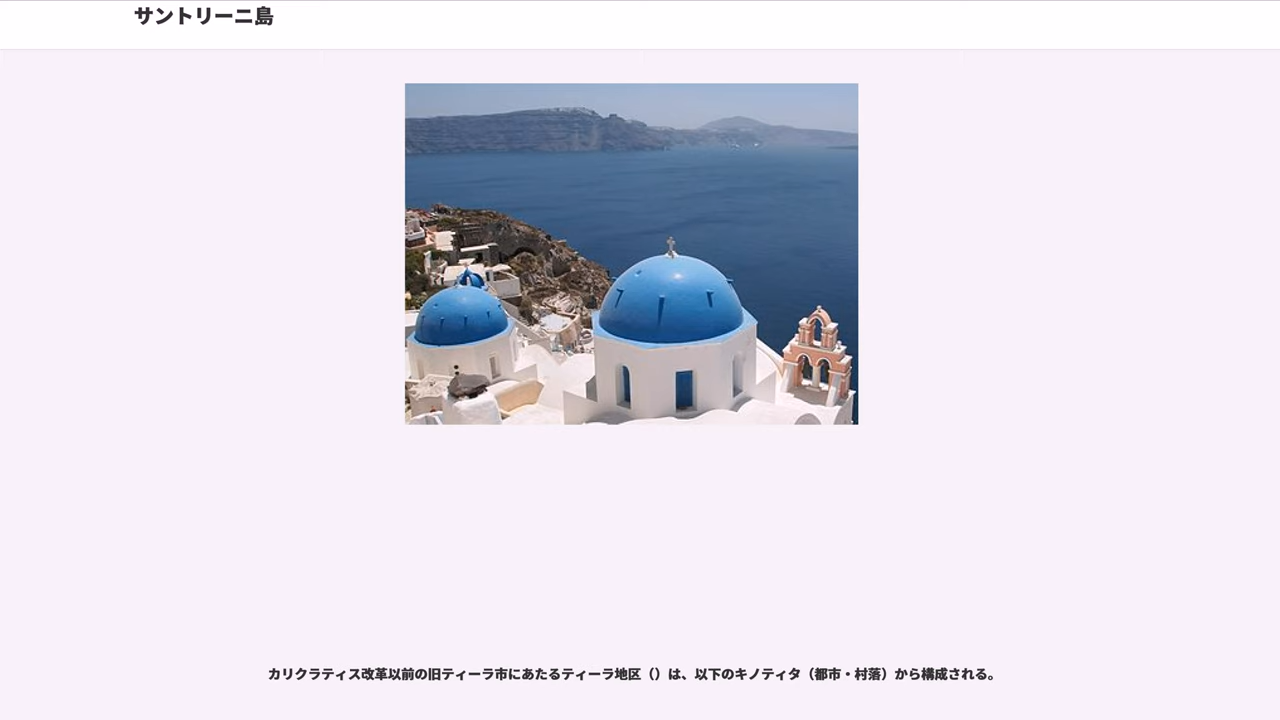 サントリーニ島
カリクラティス改革以前の旧ティーラ市にあたるティーラ地区（）は、以下のキノティタ（都市・村落）から構成される。